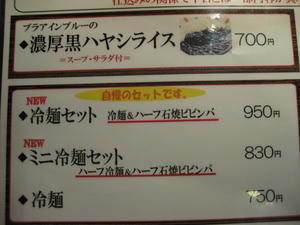 ブラアインブルーの
◆濃厚黒ハヤシライス 700円
＝スープ・サラダ付＝
自慢のセットです。
NEW
◆冷麺セット 冷麺&ハーフ石焼ビビンバ 950円
NEW
◆ミニ冷麺セット 830円
ハーフ冷麺&ハーフ石焼ビビンバ
◆冷麺 750円